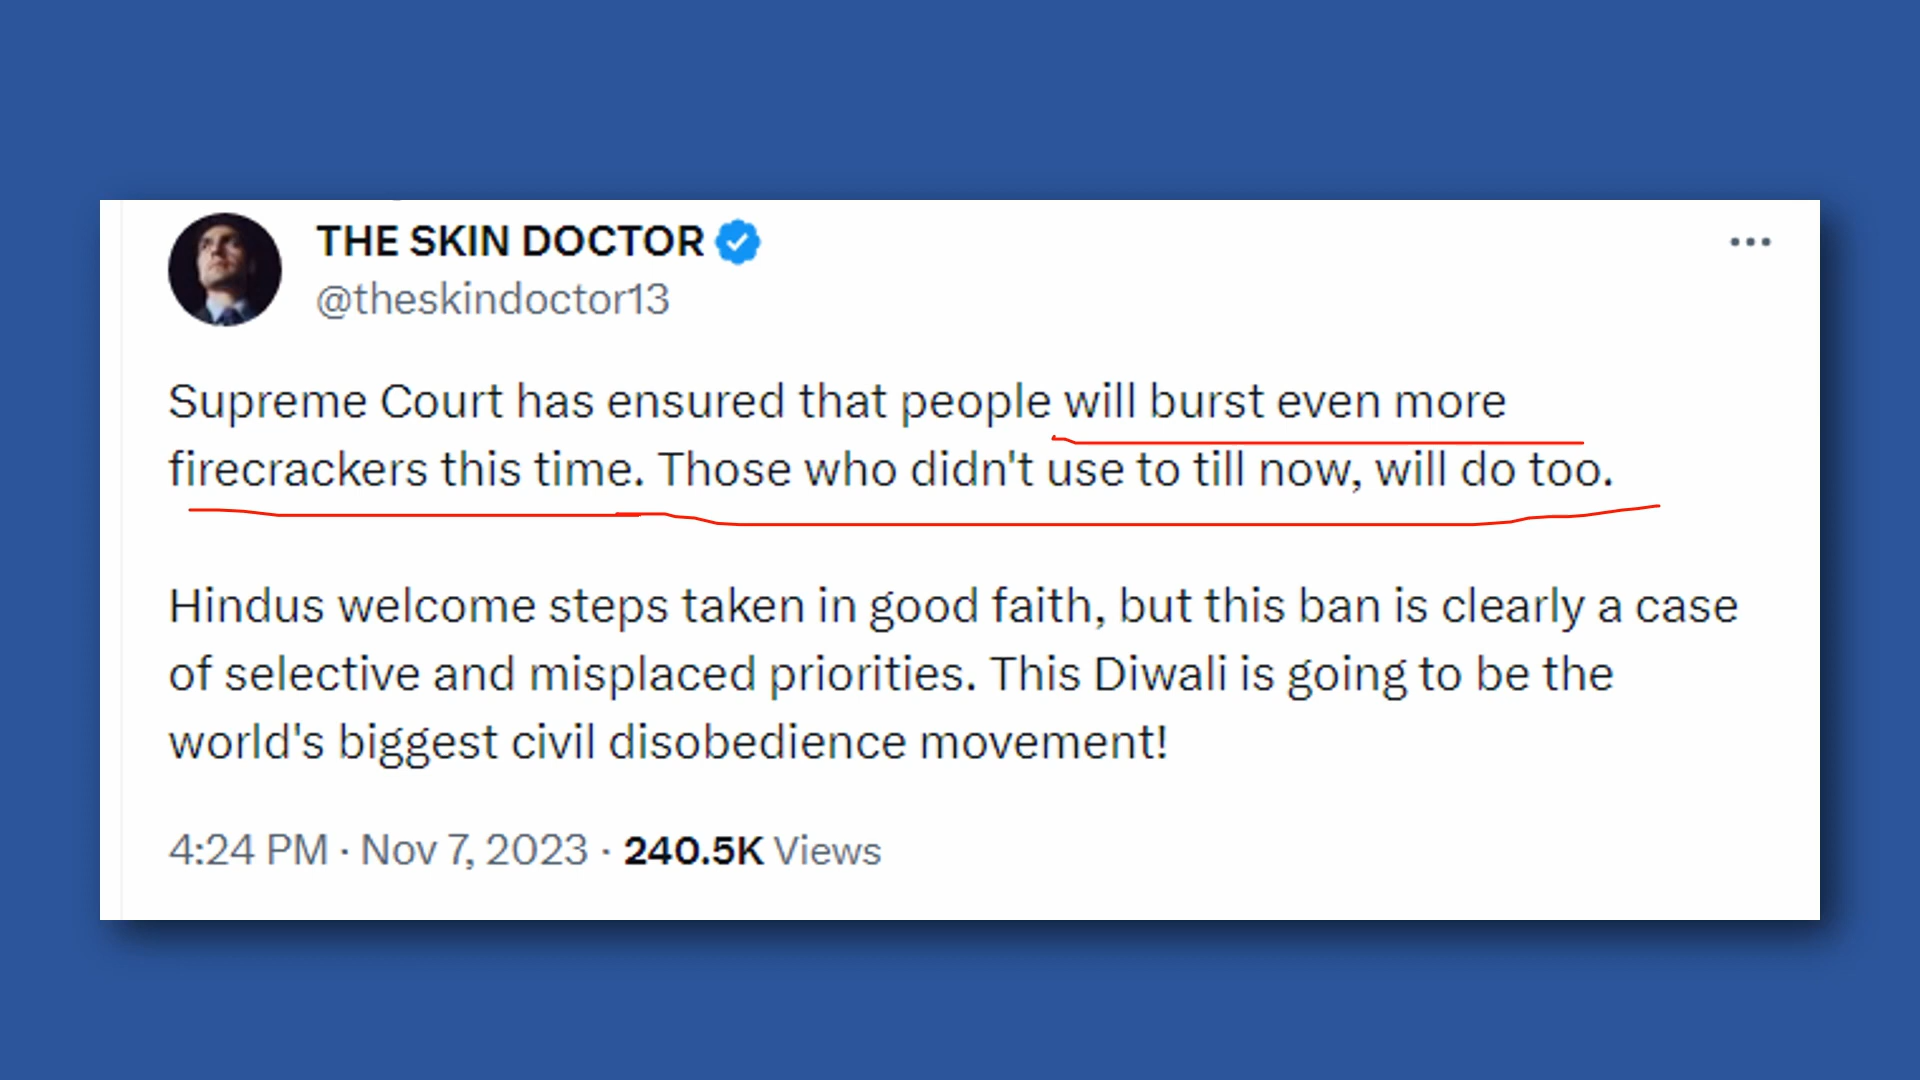 THE SKIN DOCTOR
@theskindoctor13
Supreme Court has ensured that people will burst even more
firecrackers this time. Those who didn't use to till now, will do too.
Hindus welcome steps taken in good faith, but this ban is clearly a case
of selective and misplaced priorities. This Diwali is going to be the
world's biggest civil disobedience movement!
4:24 PM · Nov 7, 2023 · 240.5K Views